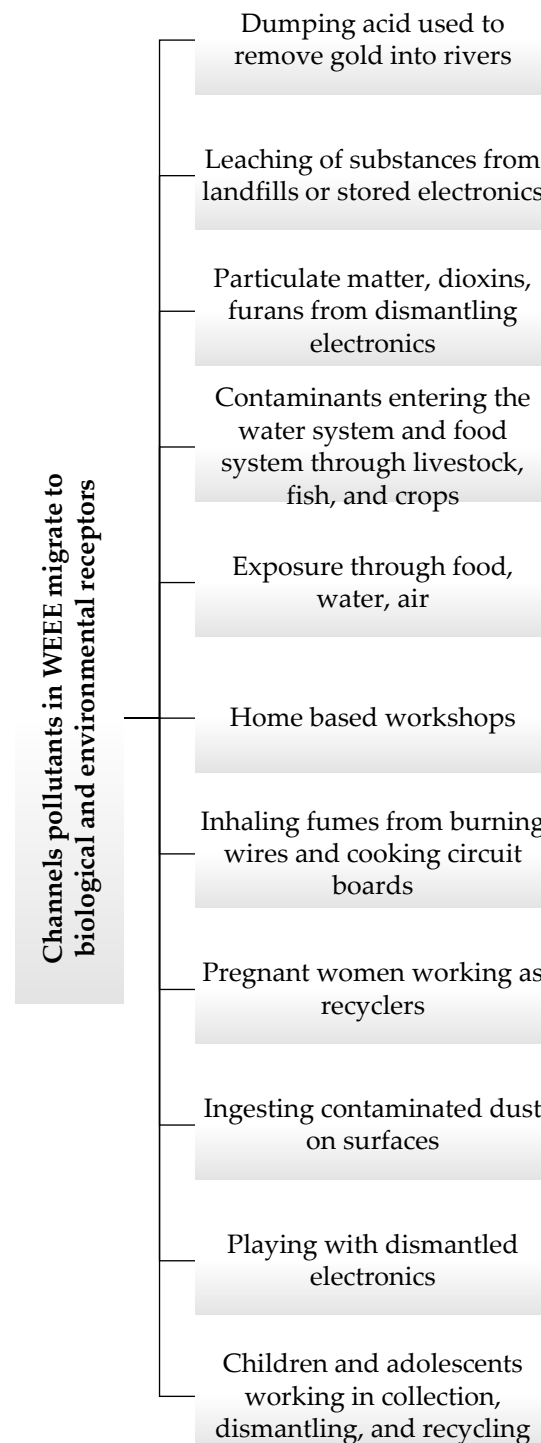 Dumping acid used to
remove gold into rivers
Leaching of substances from
landfills or stored electronics
Particulate matter, dioxins,
furans from dismantling
electronics
Contaminants entering the
water system and food
system through livestock,
fish, and crops
Exposure through food,
water, air
Channels pollutants in WEEE migrate to
biological and environmental receptors
Home based workshops
Inhaling fumes from burning
wires and cooking circuit
boards
Pregnant women working as
recyclers
Ingesting contaminated dust
on surfaces
Playing with dismantled
electronics
Children and adolescents
working in collection,
dismantling, and recycling